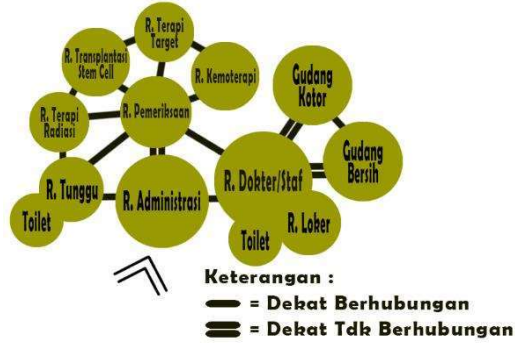 R. Terapi
Target
R. Transplantasi
Stem Cell
R. Kemoterapi
R. Terapi
Radiasi
R. Pemeriksaan
Gudang
Kotor
Gudang
Bersih
R. Tunggu
Toilet
R. Administrasi
R. Dokter/Staf
Toilet
R. Loker
Keterangan :
= Dekat Berhubungan
= Dekat Tdk Berhubungan